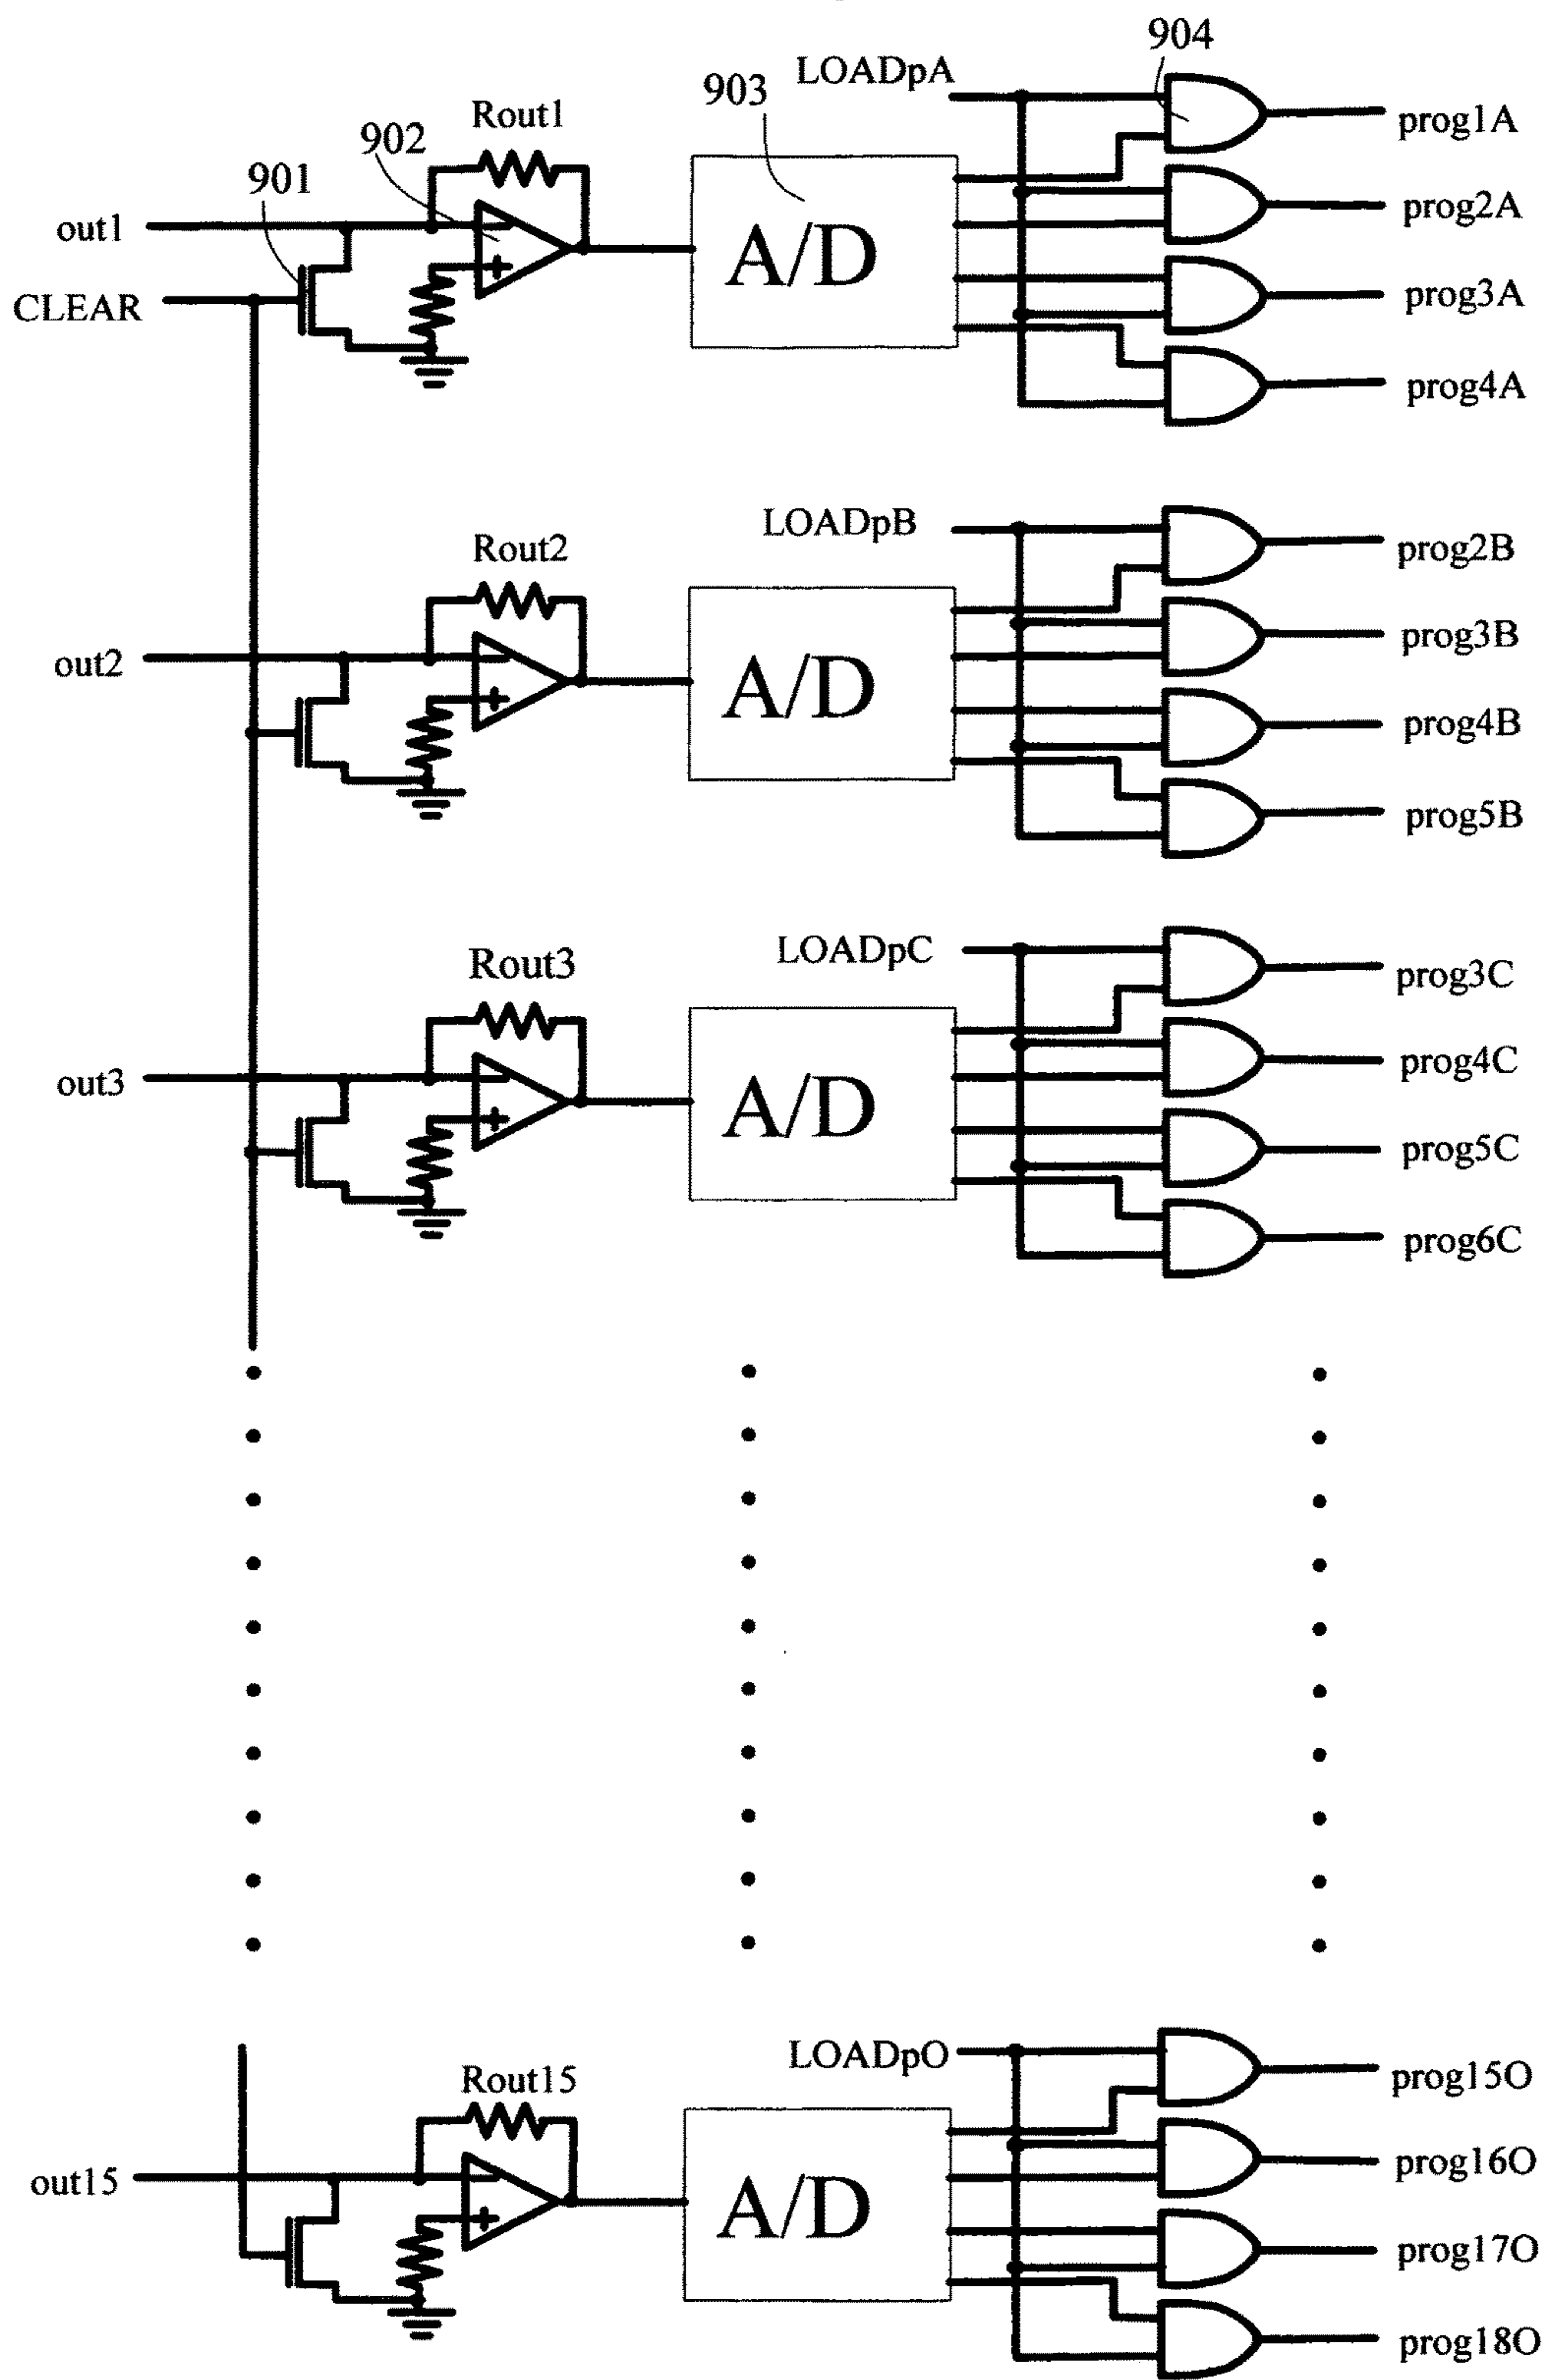 904
LOADpA
903
Rout1
902
prog1A
901
prog2A
out1
−
A/D
+
prog3A
CLEAR
prog4A
LOADpB
Rout2
prog2B
prog3B
out2
−
A/D
+
prog4B
prog5B
LOADpC
Rout3
prog3C
prog4C
out3
−
A/D
+
prog5C
prog6C
LOADpO
Rout15
prog15O
prog16O
out15
−
A/D
+
prog17O
prog18O